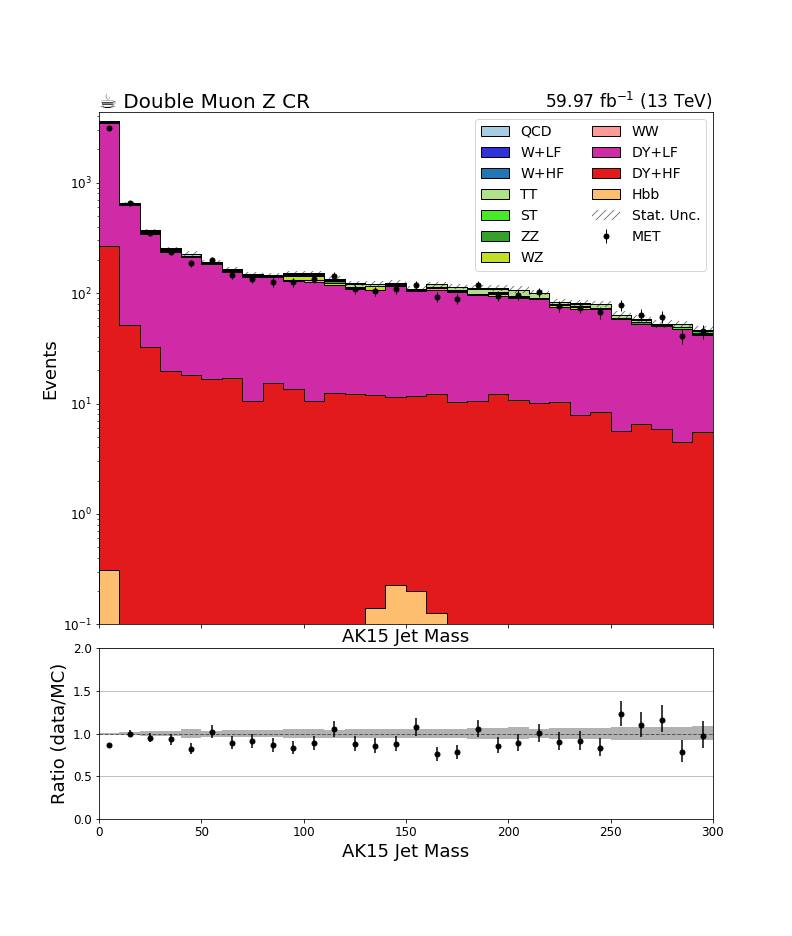 ☕ Double Muon Z CR
59.97 fb⁻¹ (13 TeV)
QCD
W+LF
W+HF
TT
ST
ZZ
WZ
WW
DY+LF
DY+HF
Hbb
Stat. Unc.
MET
Events
10³
10²
10¹
10⁰
10⁻¹
AK15 Jet Mass
Ratio (data/MC)
2.0
1.5
1.0
0.5
0.0
0 50 100 150 200 250 300
AK15 Jet Mass